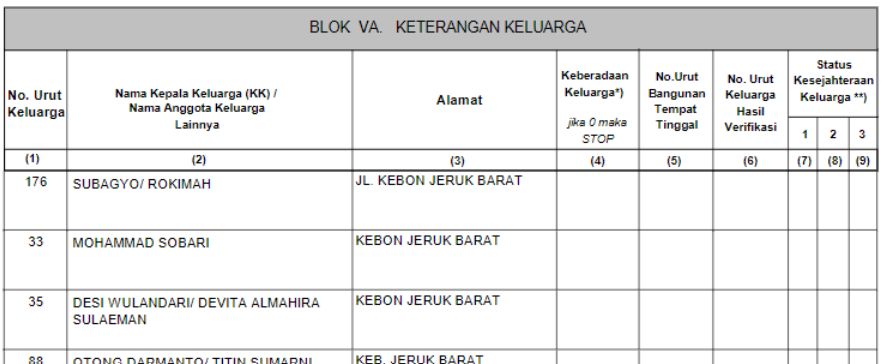 BLOK VA. KETERANGAN KELUARGA
No. Urut Keluarga
Nama Kepala Keluarga (KK) /
Nama Anggota Keluarga
Lainnya
Alamat
Keberadaan
Keluarga*)
jika 0 maka
STOP
No.Urut
Bangunan
Tempat
Tinggal
No. Urut
Keluarga
Hasil
Verifikasi
Status
Kesejahteraan
Keluarga **)
1 2 3
(1) (2) (3) (4) (5) (6) (7) (8) (9)
176 SUBAGYO/ ROKIMAH JL. KEBON JERUK BARAT
33 MOHAMMAD SOBARI KEBON JERUK BARAT
35 DESI WULANDARI/ DEVITA ALMAHIRA KEBON JERUK BARAT
SULAEMAN
88 OTONG DARMANTO/ TITIN SUMARNI KEB. JERUK BARAT